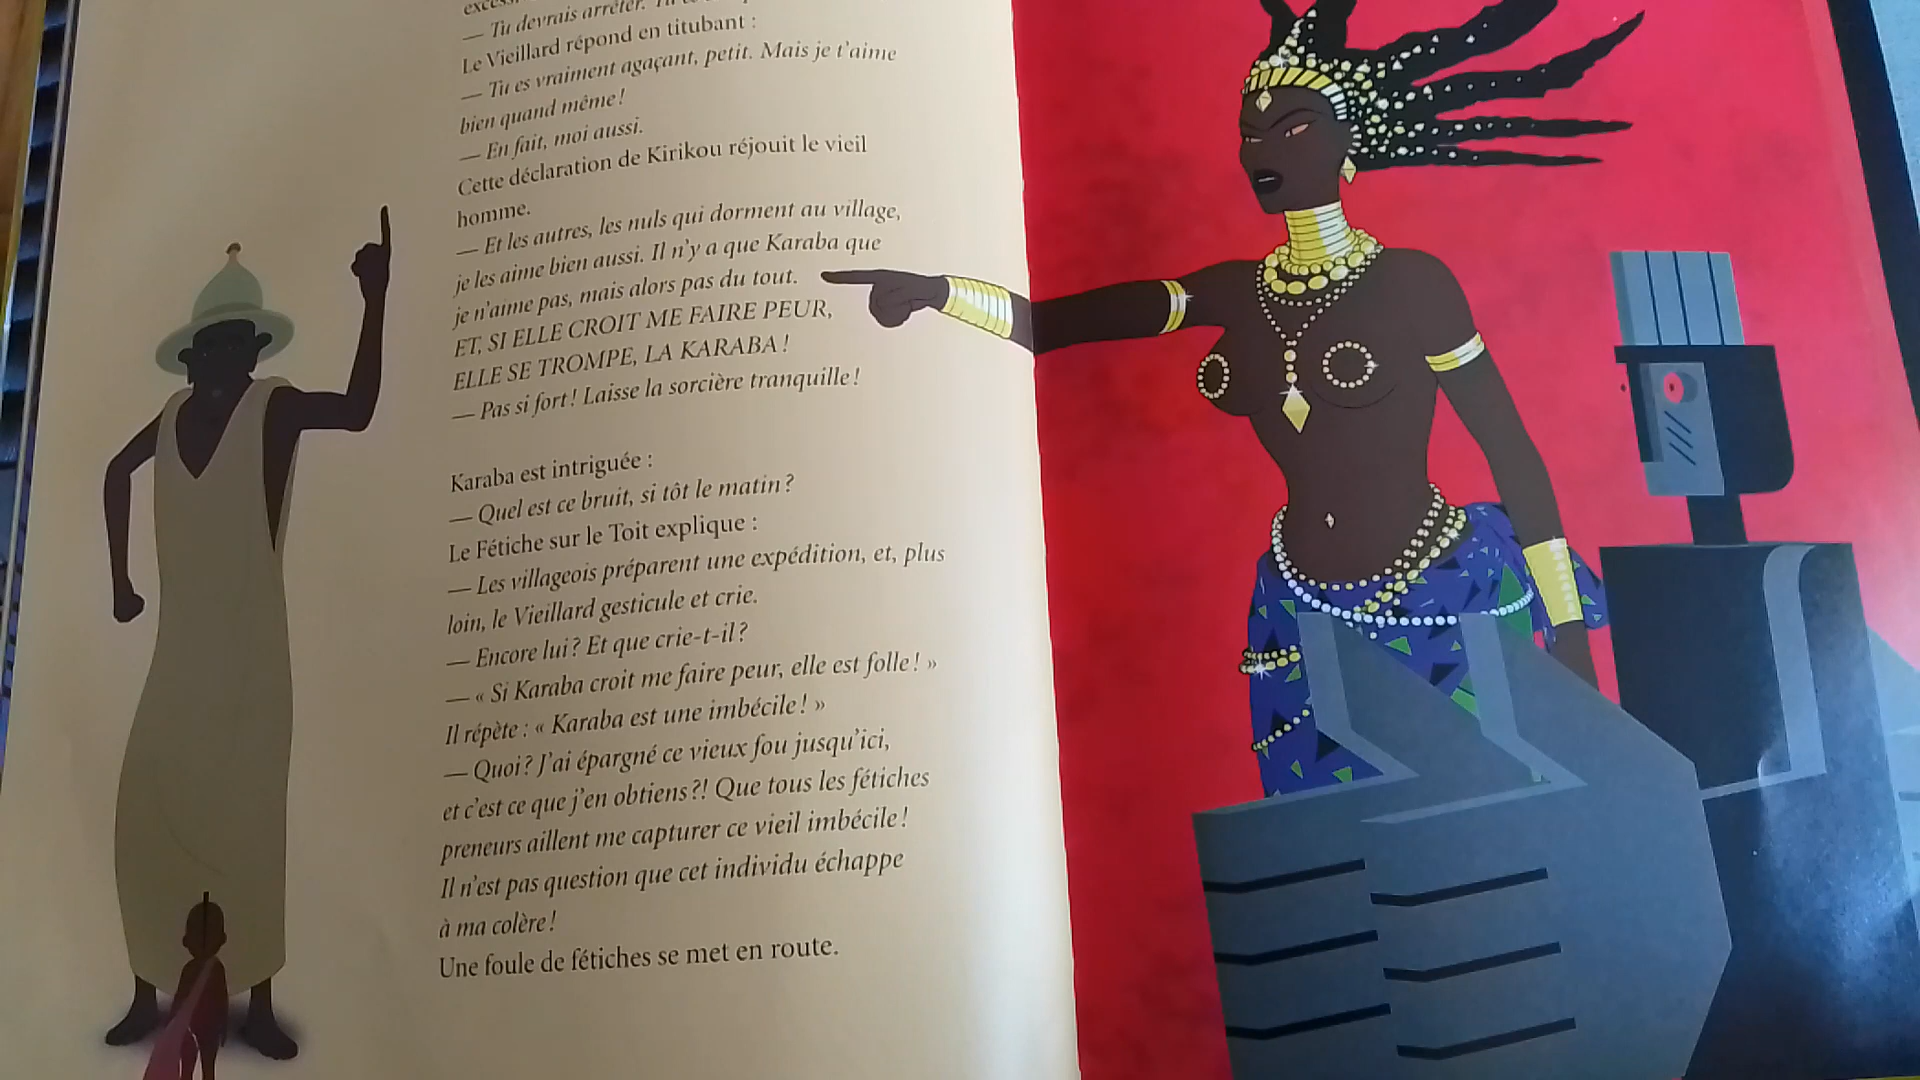 — Tu devrais arrêter.
Le Vieillard répond en titubant :
— Tu es vraiment agaçant, petit. Mais je t'aime
bien quand même !
— En fait, moi aussi.
Cette déclaration de Kirikou réjouit le vieil
homme.
— Et les autres, les nuls qui dorment au village,
je les aime bien aussi. Il n'y a que Karaba que
je n'aime pas, mais alors pas du tout.
ET, SI ELLE CROIT ME FAIRE PEUR,
ELLE SE TROMPE, LA KARABA !
— Pas si fort ! Laisse la sorcière tranquille !
Karaba est intriguée :
— Quel est ce bruit, si tôt le matin ?
Le Fétiche sur le Toit explique :
— Les villageois préparent une expédition, et, plus
loin, le Vieillard gesticule et crie.
— Encore lui ? Et que crie-t-il ?
— « Si Karaba croit me faire peur, elle est folle ! »
Il répète : « Karaba est une imbécile ! »
— Quoi ? J'ai épargné ce vieux fou jusqu'ici,
et c'est ce que j'en obtiens ?! Que tous les fétiches
preneurs aillent me capturer ce vieil imbécile !
Il n'est pas question que cet individu échappe
à ma colère !
Une foule de fétiches se met en route.